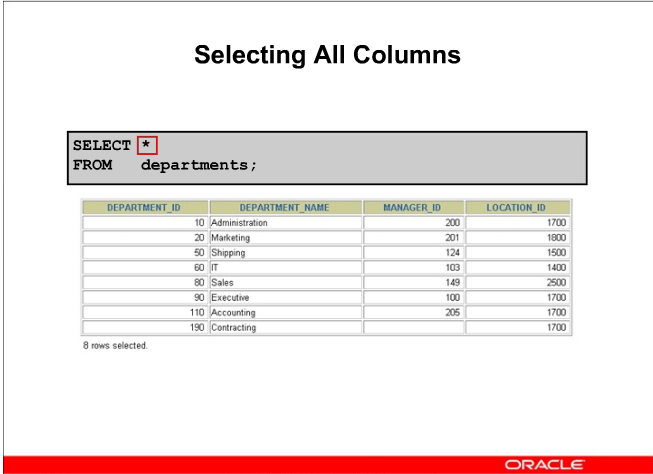 Selecting All Columns
SELECT *
FROM departments;
DEPARTMENT_ID DEPARTMENT_NAME MANAGER_ID LOCATION_ID
10 Administration 200 1700
20 Marketing 201 1800
50 Shipping 124 1500
60 IT 103 1400
80 Sales 149 2500
90 Executive 100 1700
110 Accounting 205 1700
190 Contracting 1700
8 rows selected.
ORACLE